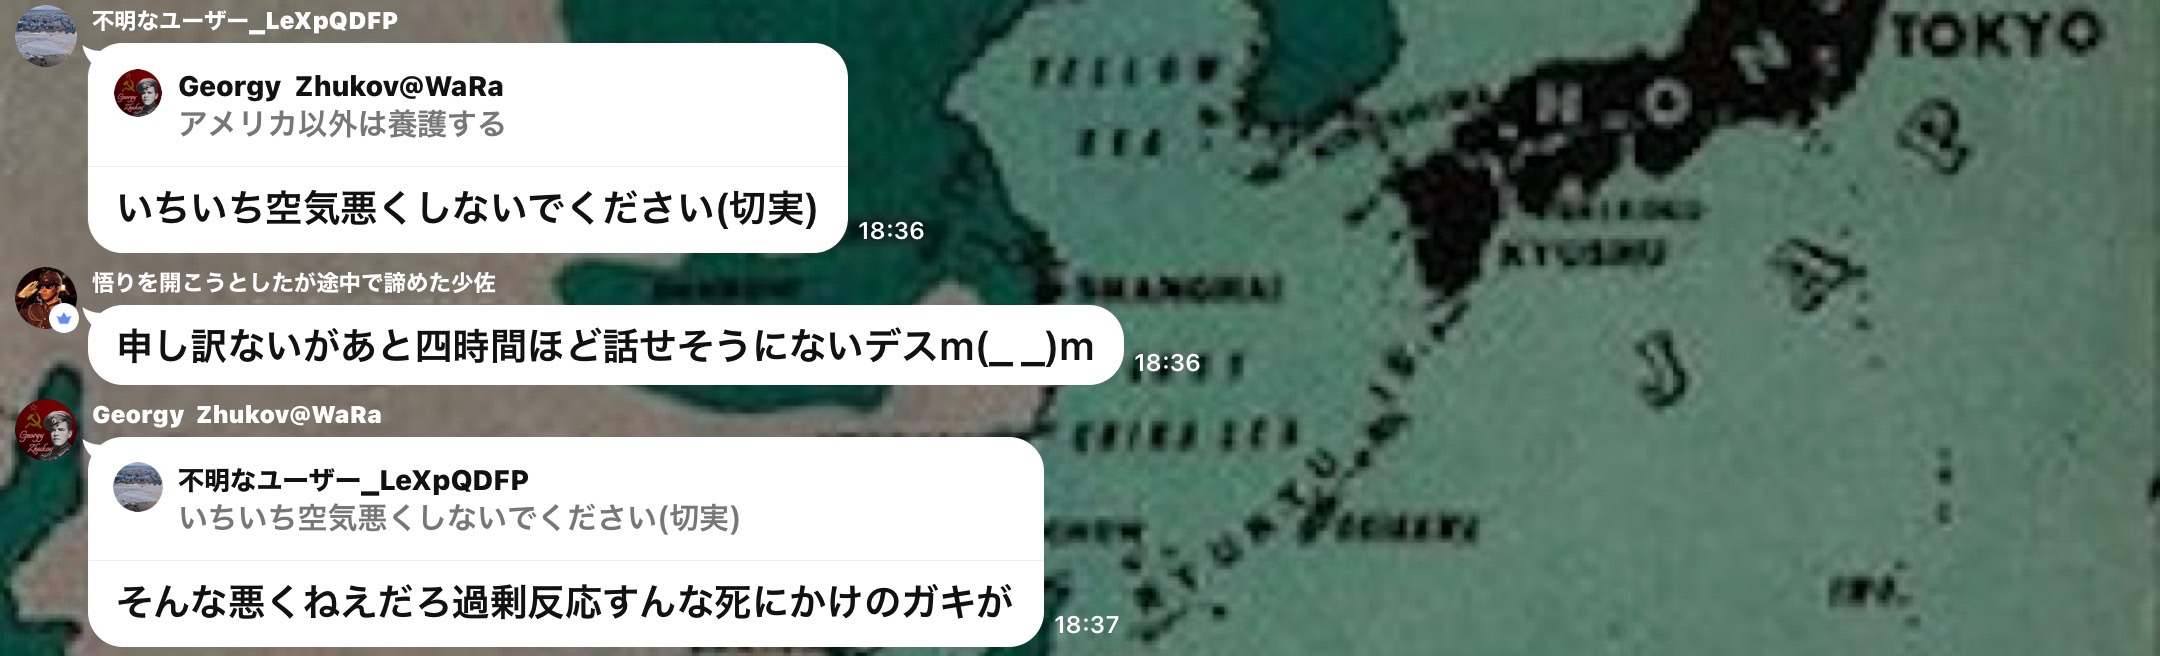 不明なユーザー_LeXpQDFP
Georgy Zhukov@WaRa
アメリカ以外は養護する
いちいち空気悪くしないでください(切実)
18:36
悟りを開こうとしたが途中で諦めた少佐
申し訳ないがあと四時間ほど話せそうにないデスm(_ _)m
18:36
Georgy Zhukov@WaRa
不明なユーザー_LeXpQDFP
いちいち空気悪くしないでください(切実)
そんな悪くねえだろ過剰反応すんな死にかけのガキが
18:37
TOKYO
YELLOW
SEA
H O N
SHIKOKU
KYUSHU
SHANGHAI
J A P
CHINA SEA
RYUKYU IS.
OKINAWA